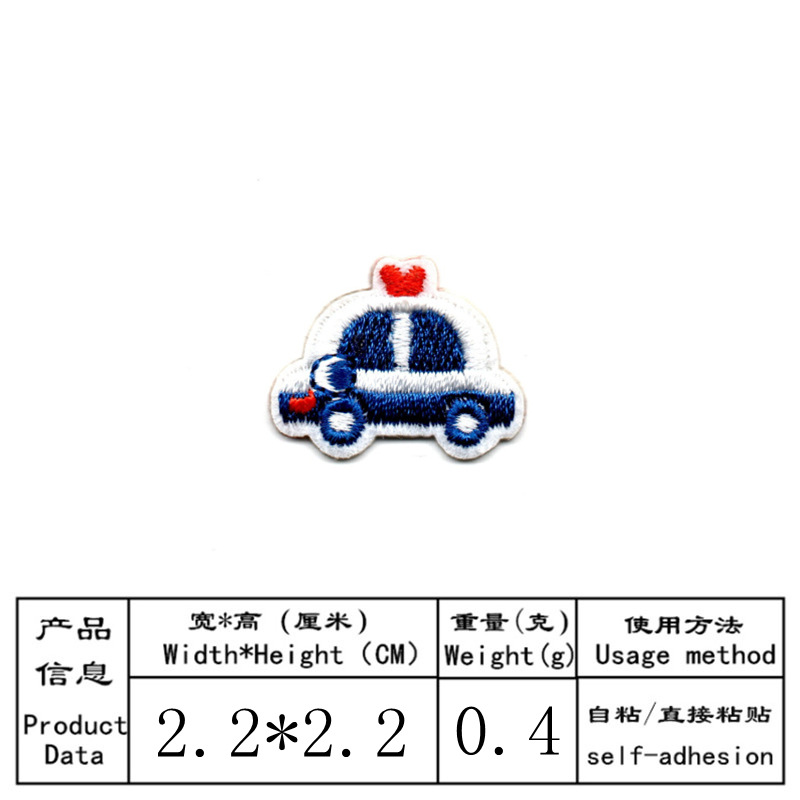 产品
信息
Product
Data
宽*高 (厘米)
Width*Height (CM)
2.2*2.2
重量(克)
Weight(g)
0.4
使用方法
Usage method
自粘/直接粘贴
self-adhesion